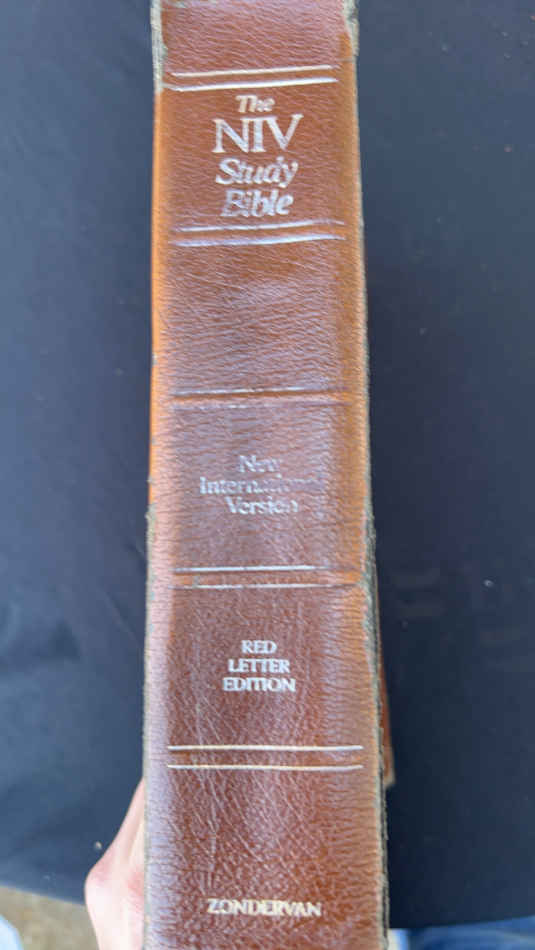 The
NIV
Study
Bible
New
International
Version
RED
LETTER
EDITION
ZONDERVAN